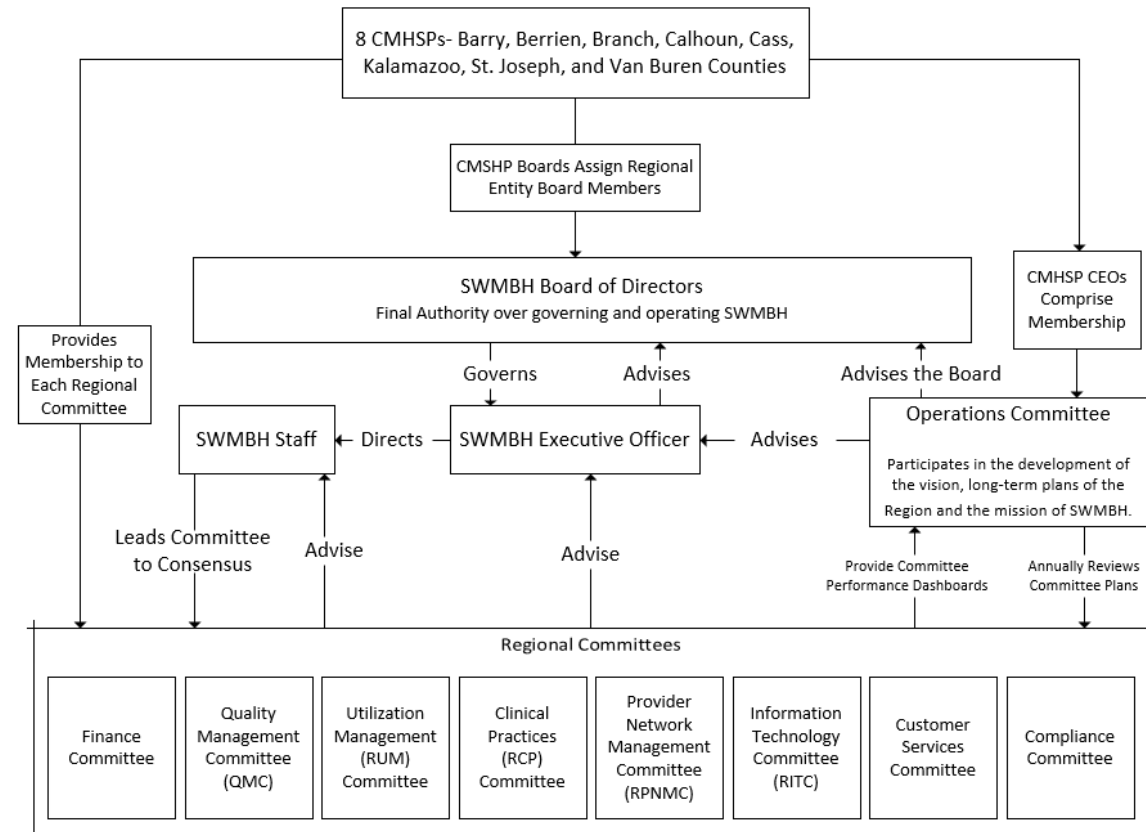 8 CMHSPs- Barry, Berrien, Branch, Calhoun, Cass,
Kalamazoo, St. Joseph, and Van Buren Counties
CMSHP Boards Assign Regional
Entity Board Members
SWMBH Board of Directors
Final Authority over governing and operating SWMBH
CMHSP CEOs
Comprise
Membership
Provides
Membership to
Each Regional
Committee
Governs
Advises
Advises the Board
SWMBH Staff
Directs
SWMBH Executive Officer
Advises
Operations Committee
Participates in the development of
the vision, long-term plans of the
Region and the mission of SWMBH.
Leads Committee
to Consensus
Advise
Advise
Provide Committee
Performance Dashboards
Annually Reviews
Committee Plans
Regional Committees
Finance
Committee
Quality
Management
Committee
(QMC)
Utilization
Management
(RUM)
Committee
Clinical
Practices
(RCP)
Committee
Provider
Network
Management
Committee
(RPNMC)
Information
Technology
Committee
(RITC)
Customer
Services
Committee
Compliance
Committee